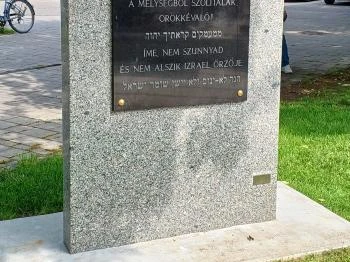 A MÉLYSÉGBŐL SZÓLÍTALAK
ÖRÖKKÉVALÓ!
ממעמקים קראתיך יהוה
ÍME, NEM SZUNNYAD
ÉS NEM ALSZIK IZRAEL ŐRZŐJE
הנה לא־ינום ולא יישן שומר ישראל